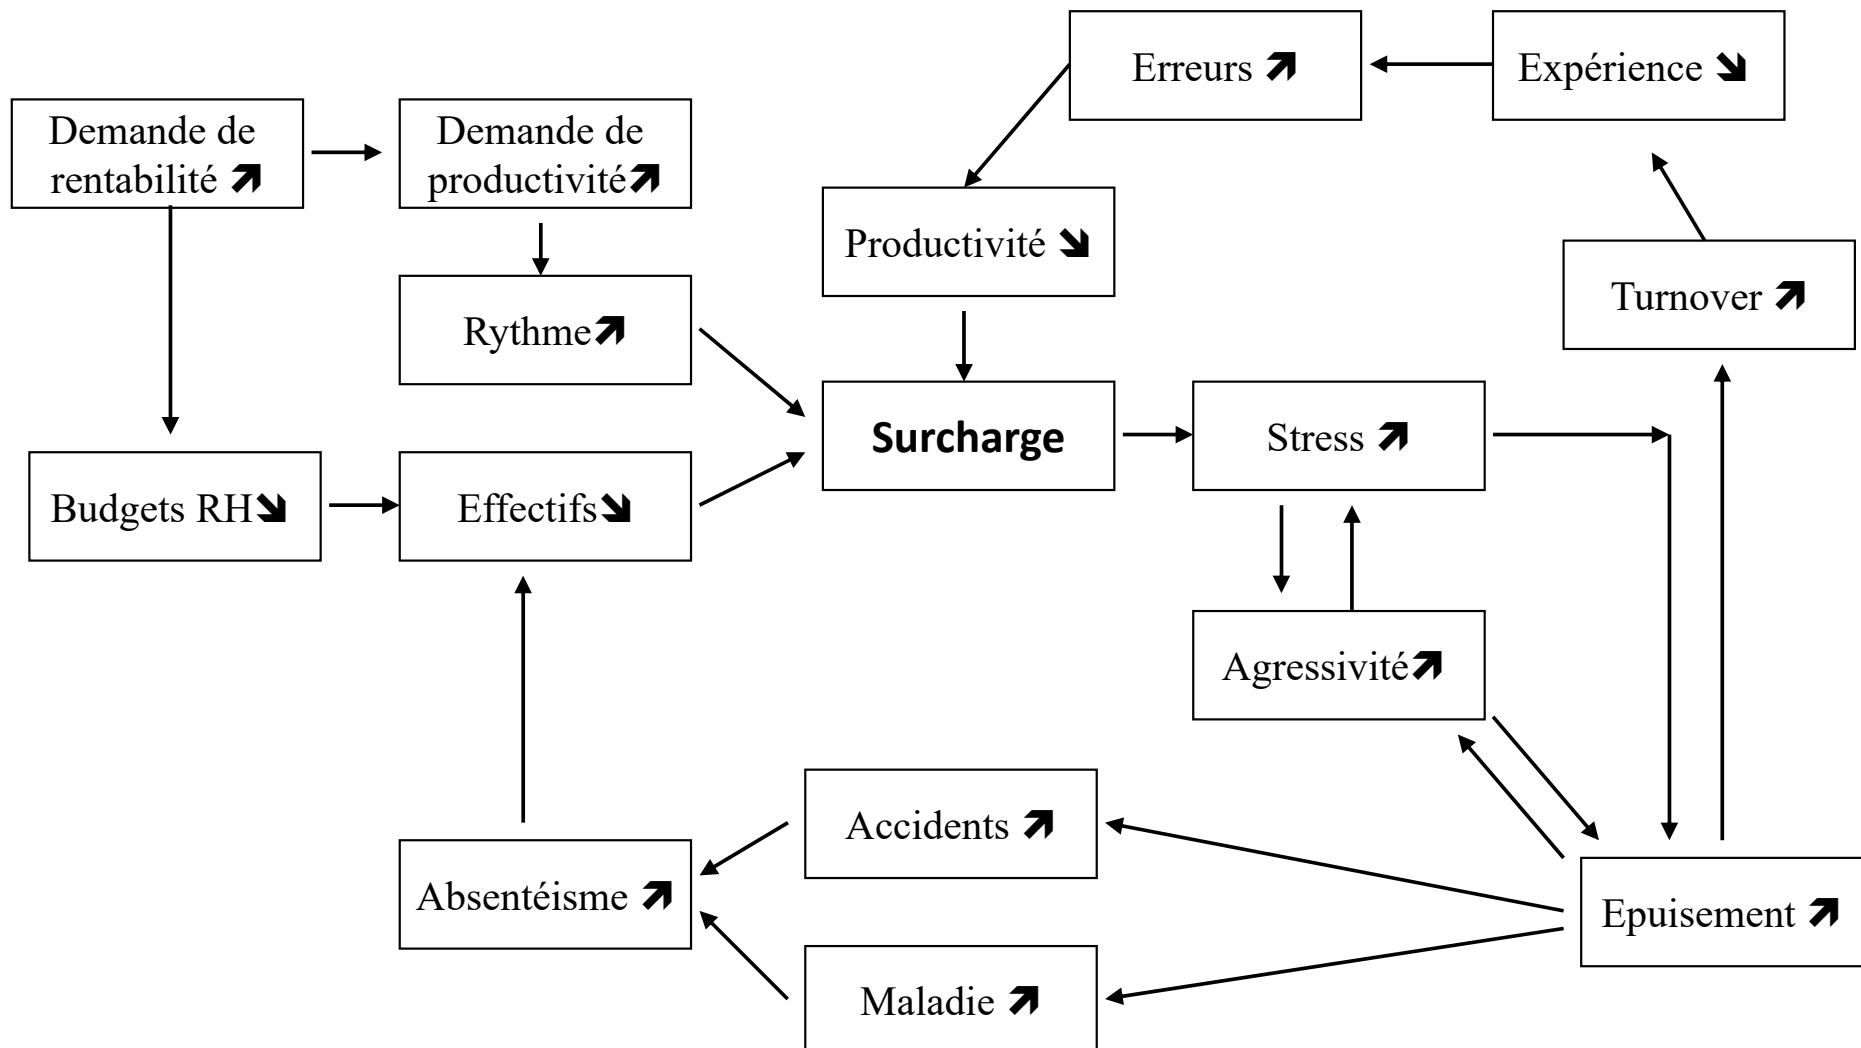 Erreurs ↗
Expérience ↘
Demande de
rentabilité ↗
Demande de
productivité↗
Productivité ↘
Turnover ↗
Rythme↗
Surcharge
Stress ↗
Budgets RH↘
Effectifs↘
Agressivité↗
Accidents ↗
Absentéisme ↗
Epuisement ↗
Maladie ↗